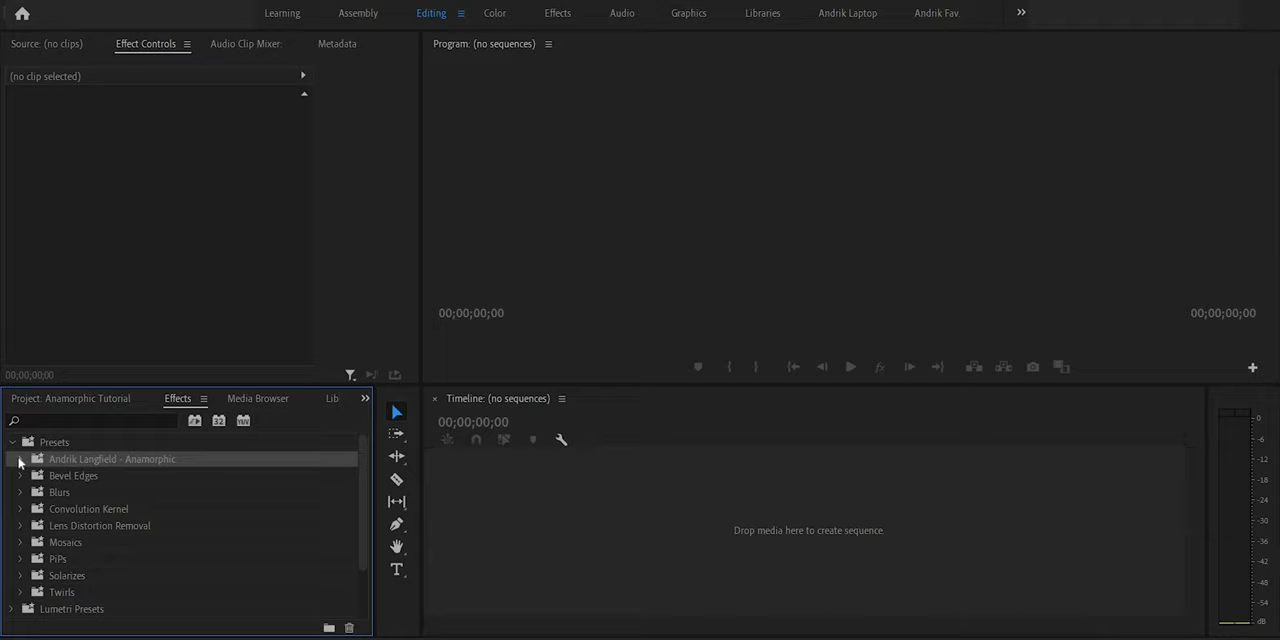 Learning Assembly Editing Color Effects Audio Graphics Libraries Andrik Laptop Andrik Fav.
Source: (no clips) Effect Controls Audio Clip Mixer: Metadata
Program: (no sequences)
(no clip selected)
00;00;00;00 00;00;00;00
00;00;00;00
Project: Anamorphic Tutorial Effects Media Browser Lib
Timeline: (no sequences)
00;00;00;00
32 YUV
Presets
Andrik Langfield - Anamorphic
Bevel Edges
Blurs
Convolution Kernel
Lens Distortion Removal
Mosaics
PiPs
Solarizes
Twirls
Lumetri Presets
Drop media here to create sequence.
0
-6
-12
-18
-24
-30
-36
-42
-54
dB